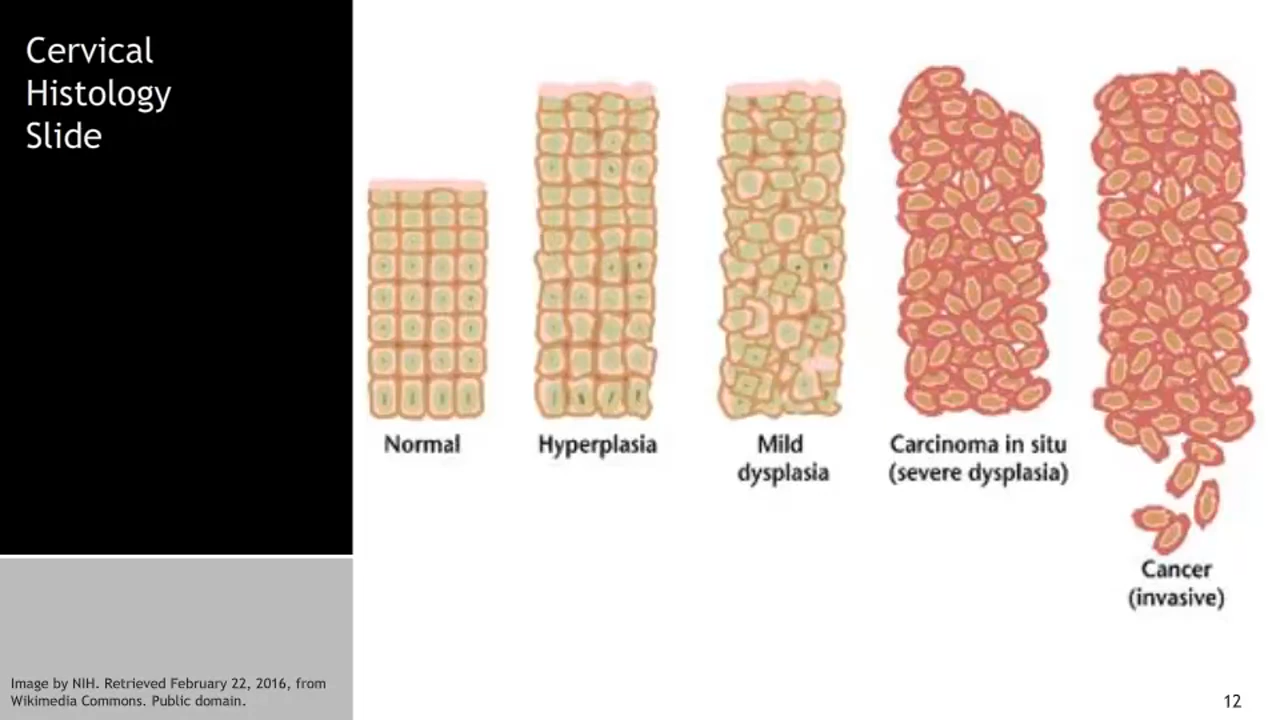 Cervical
Histology
Slide
Normal
Hyperplasia
Mild
dysplasia
Carcinoma in situ
(severe dysplasia)
Cancer
(invasive)
Image by NIH. Retrieved February 22, 2016, from
Wikimedia Commons. Public domain.
12